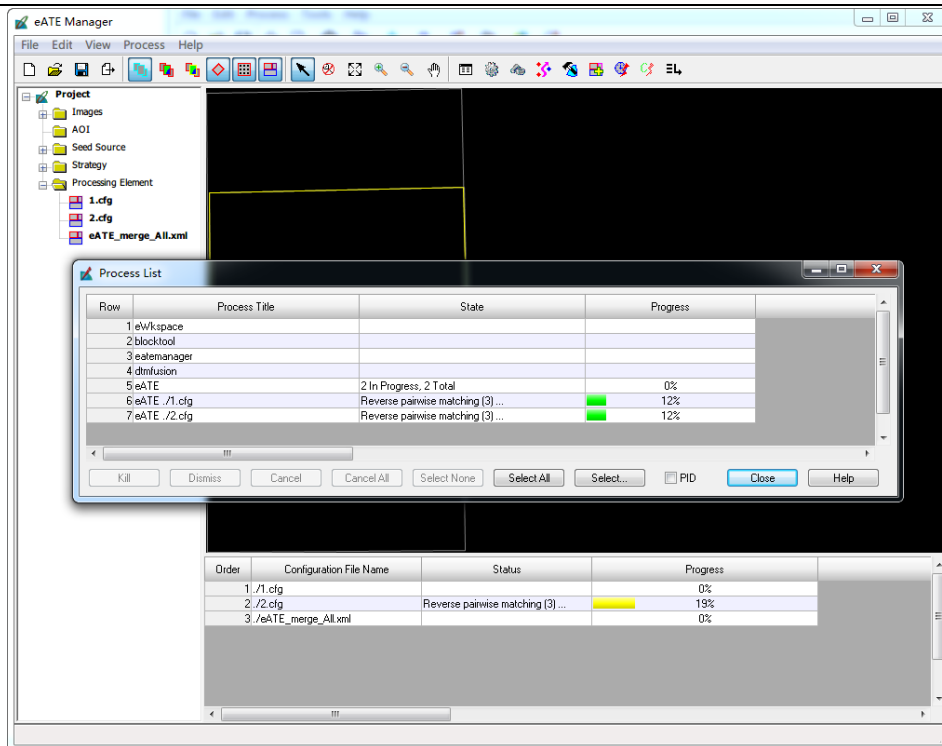 eATE Manager
File Edit View Process Help
Project
Images
AOI
Seed Source
Strategy
Processing Element
1.cfg
2.cfg
eATE_merge_All.xml
Process List
Row Process Title State Progress
1 eWkspace
2 blocktool
3 eatemanager
4 dtmfusion
5 eATE 2 In Progress, 2 Total 0%
6 eATE ./1.cfg Reverse pairwise matching (3) ... 12%
7 eATE ./2.cfg Reverse pairwise matching (3) ... 12%
Kill Dismiss Cancel Cancel All Select None Select All Select... PID Close Help
Order Configuration File Name Status Progress
1 ./1.cfg 0%
2 ./2.cfg Reverse pairwise matching (3) ... 19%
3 ./eATE_merge_All.xml 0%